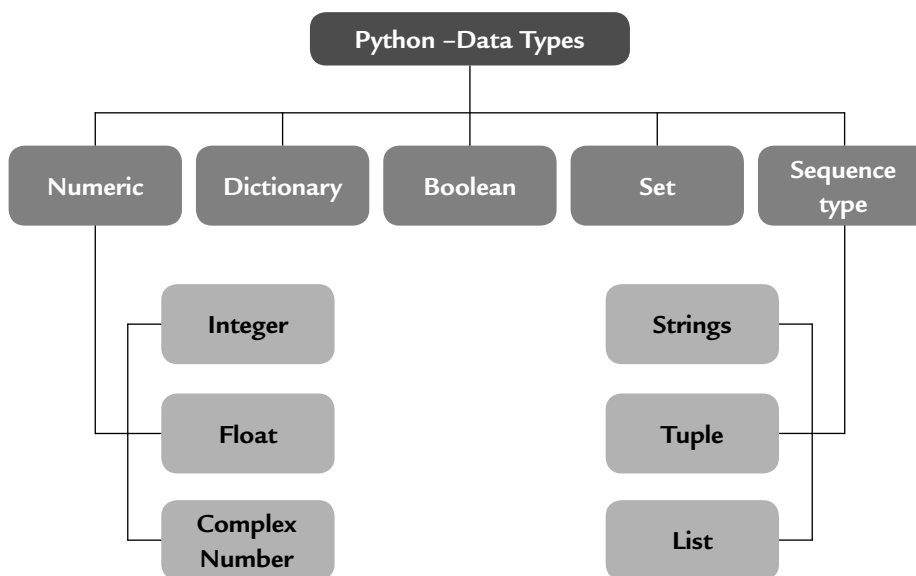 Python –Data Types
Numeric
Dictionary
Boolean
Set
Sequence
type
Integer
Strings
Float
Tuple
Complex
Number
List